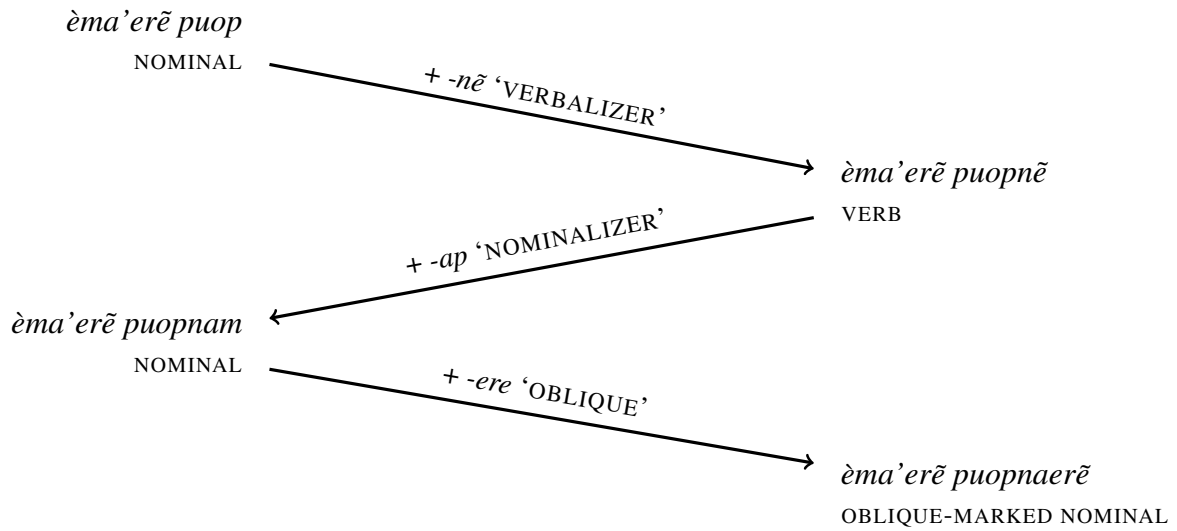 èma’erẽ puop
NOMINAL
+ -nẽ ‘VERBALIZER’
èma’erẽ puopnẽ
VERB
+ -ap ‘NOMINALIZER’
èma’erẽ puopnam
NOMINAL
+ -ere ‘OBLIQUE’
èma’erẽ puopnaerẽ
OBLIQUE-MARKED NOMINAL